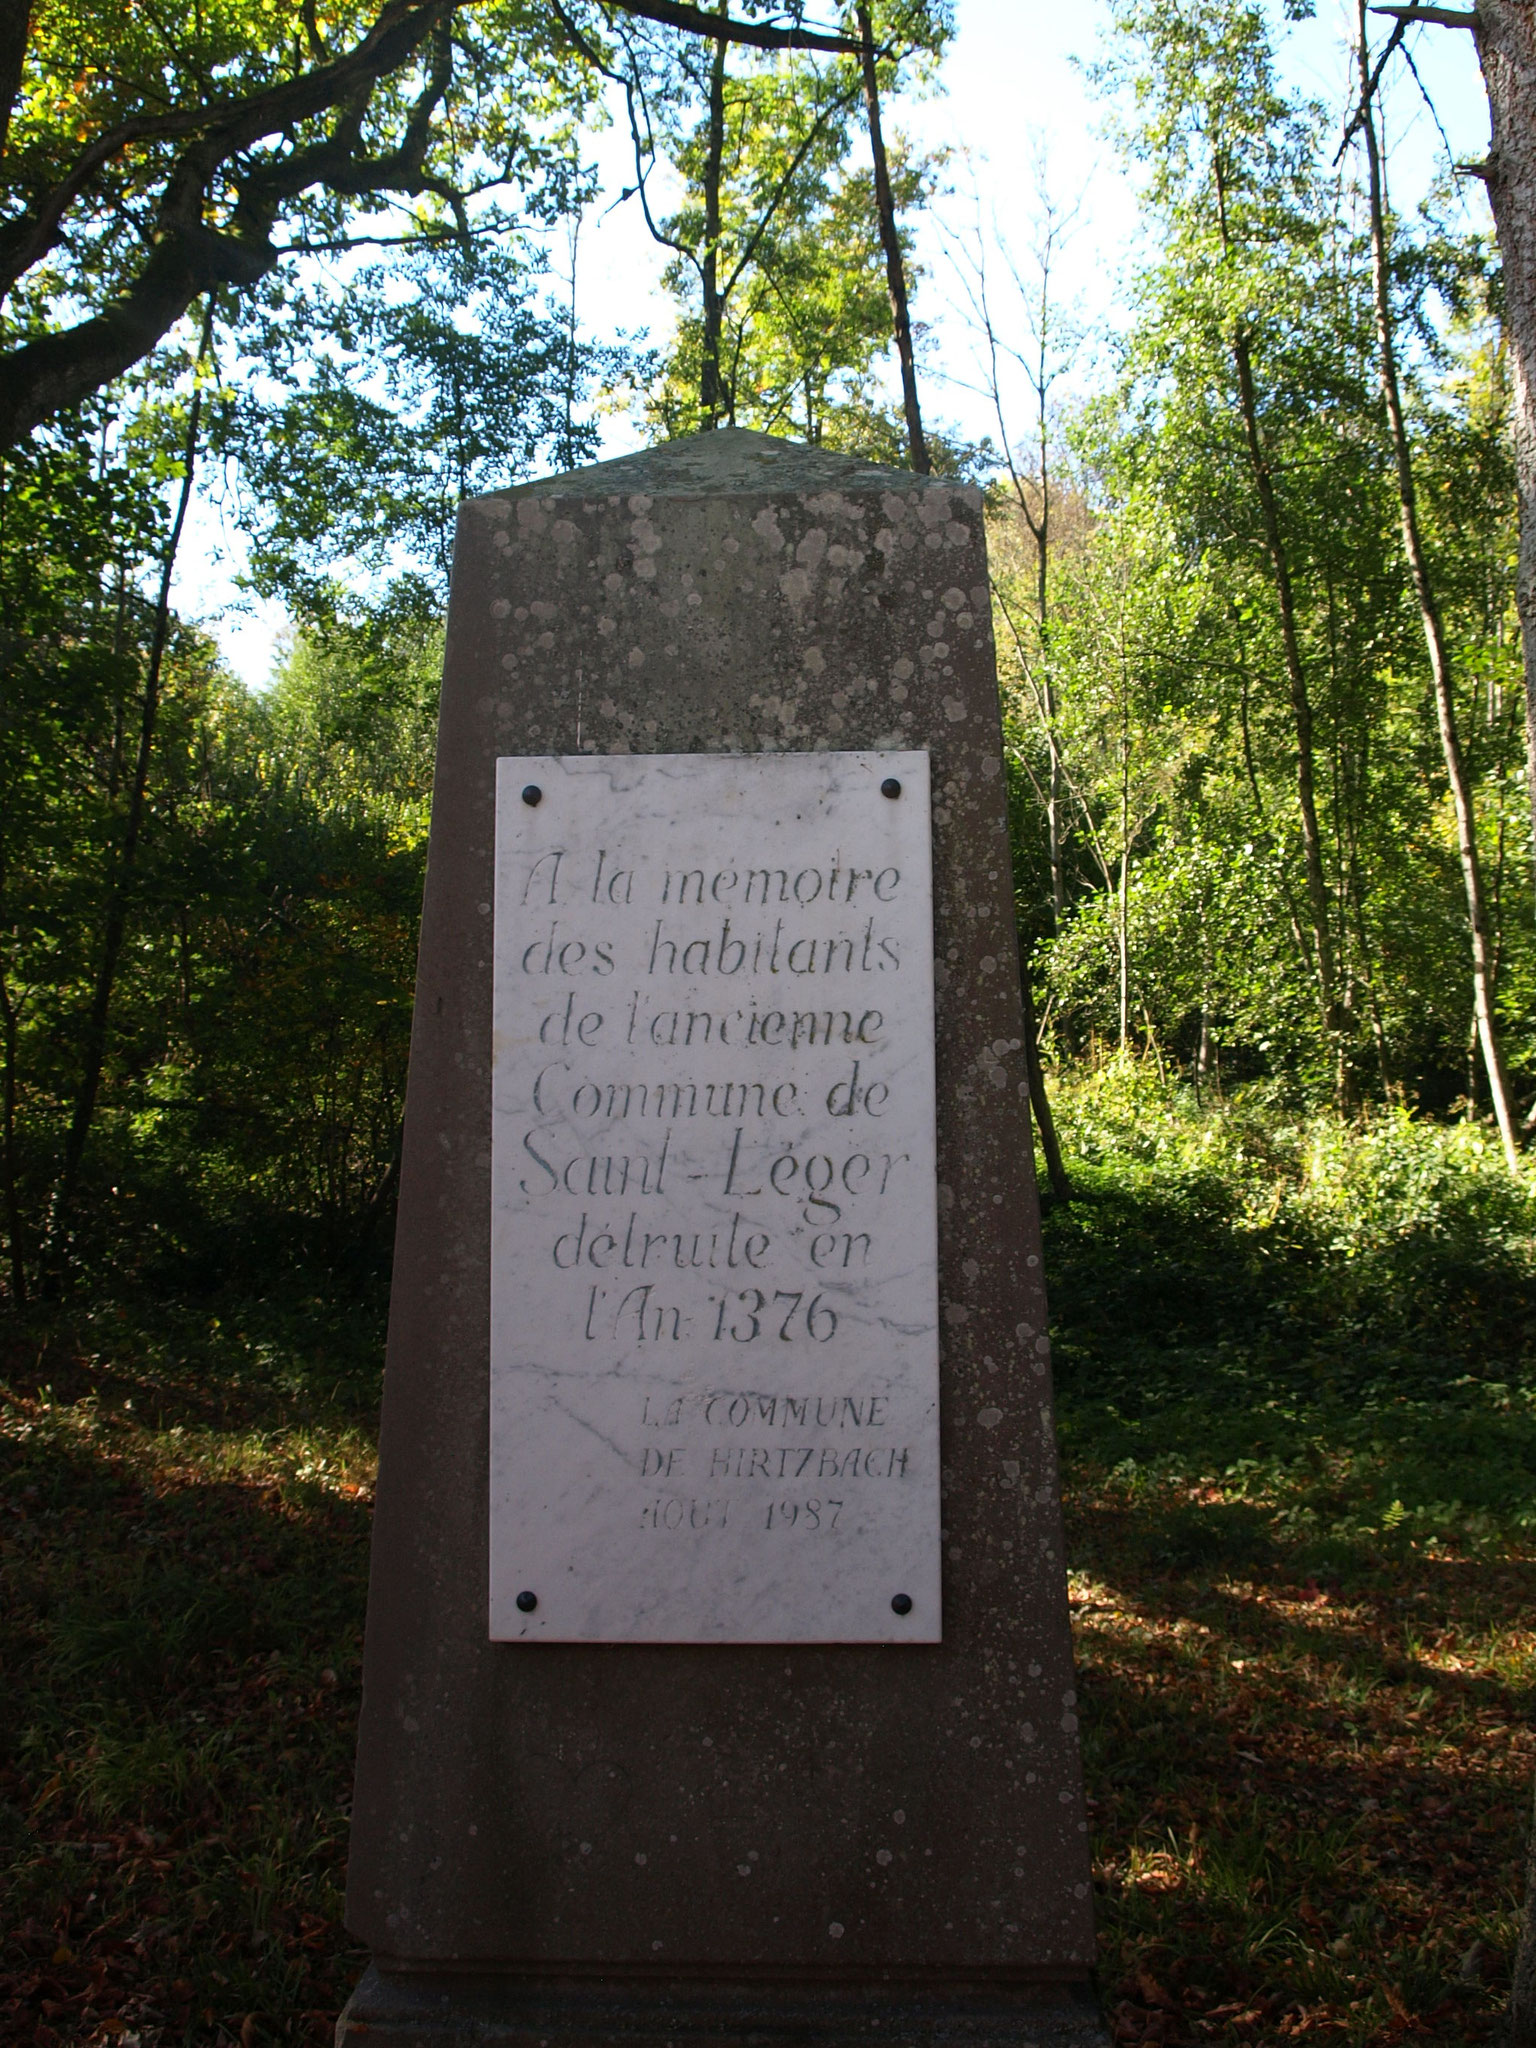 A la mémoire
des habitants
de l'ancienne
Commune de
Saint-Léger
détruite en
l'An 1376
LA COMMUNE
DE HIRTZBACH
AOUT 1987